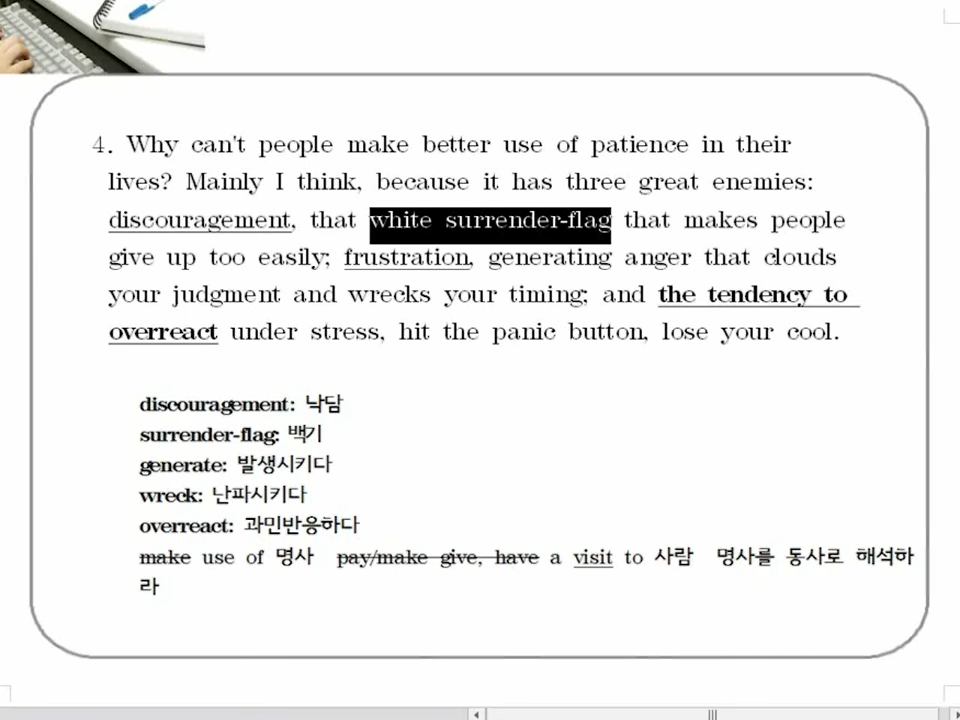 4. Why can't people make better use of patience in their
lives? Mainly I think, because it has three great enemies:
discouragement, that white surrender-flag that makes people
give up too easily; frustration, generating anger that clouds
your judgment and wrecks your timing; and the tendency to
overreact under stress, hit the panic button, lose your cool.
discouragement: 낙담
surrender-flag: 백기
generate: 발생시키다
wreck: 난파시키다
overreact: 과민반응하다
make use of 명사 pay/make give, have a visit to 사람 명사를 동사로 해석하
라